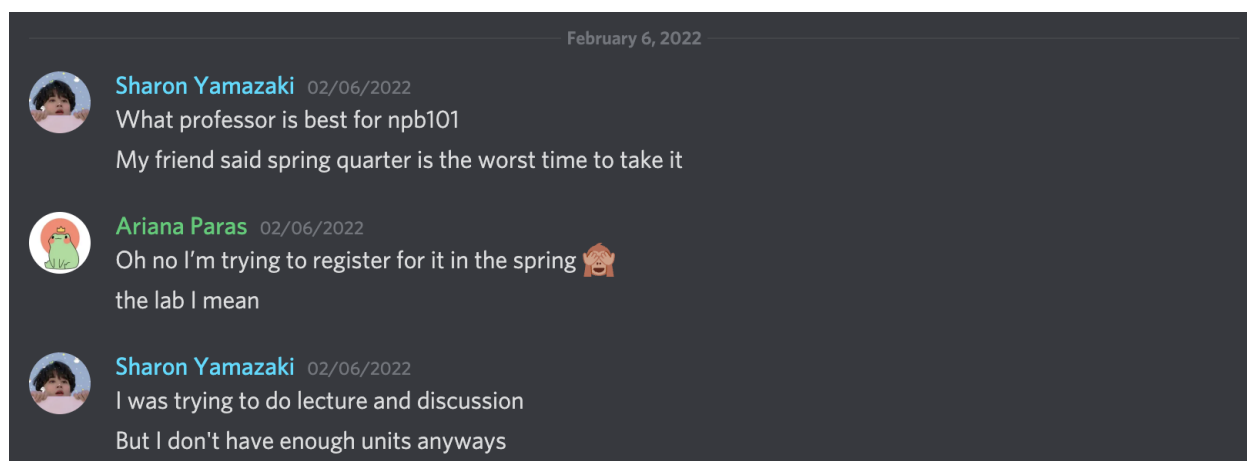 February 6, 2022
Sharon Yamazaki 02/06/2022
What professor is best for npb101
My friend said spring quarter is the worst time to take it
Ariana Paras 02/06/2022
Oh no I’m trying to register for it in the spring 🙈
the lab I mean
Sharon Yamazaki 02/06/2022
I was trying to do lecture and discussion
But I don't have enough units anyways